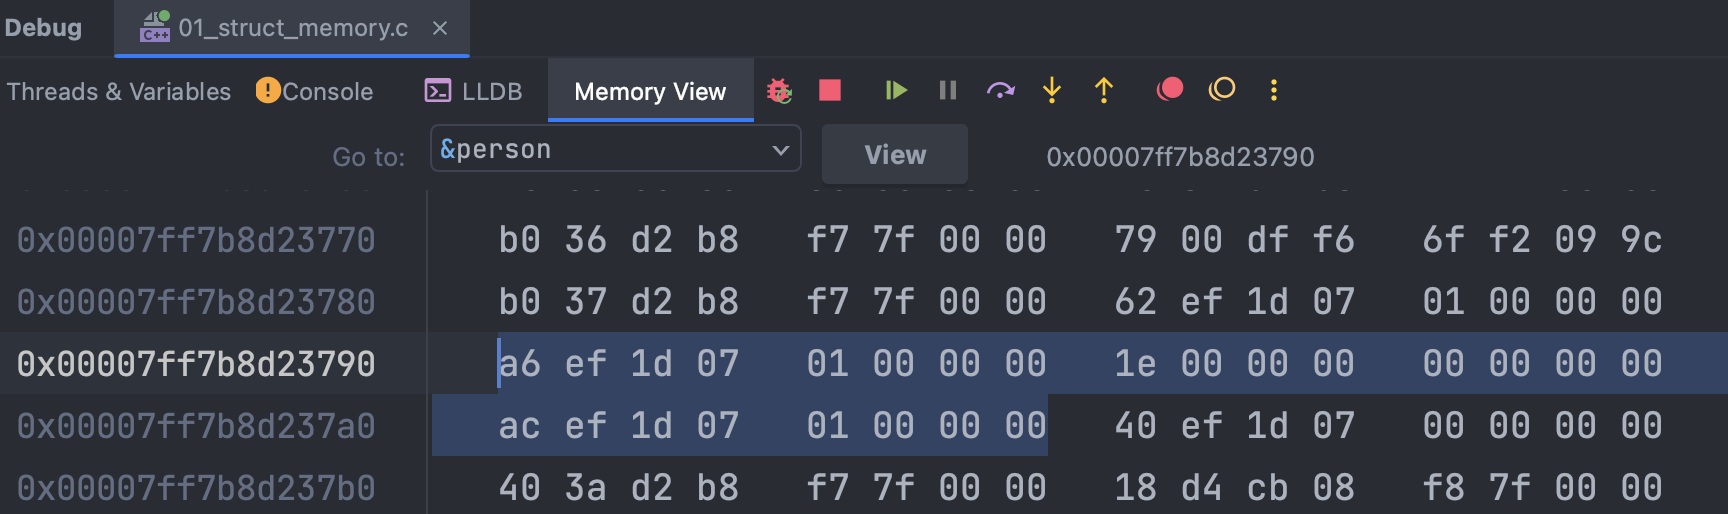 Debug 01_struct_memory.c
Threads & Variables Console LLDB Memory View
Go to: &person View 0x00007ff7b8d23790
0x00007ff7b8d23770 b0 36 d2 b8 f7 7f 00 00 79 00 df f6 6f f2 09 9c
0x00007ff7b8d23780 b0 37 d2 b8 f7 7f 00 00 62 ef 1d 07 01 00 00 00
0x00007ff7b8d23790 a6 ef 1d 07 01 00 00 00 1e 00 00 00 00 00 00 00
0x00007ff7b8d237a0 ac ef 1d 07 01 00 00 00 40 ef 1d 07 00 00 00 00
0x00007ff7b8d237b0 40 3a d2 b8 f7 7f 00 00 18 d4 cb 08 f8 7f 00 00